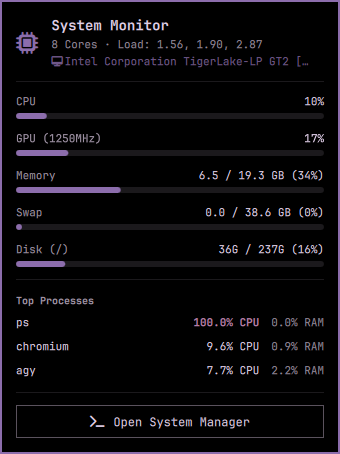 System Monitor
8 Cores · Load: 1.56, 1.90, 2.87
Intel Corporation TigerLake-LP GT2 […
CPU 10%
GPU (1250MHz) 17%
Memory 6.5 / 19.3 GB (34%)
Swap 0.0 / 38.6 GB (0%)
Disk (/) 36G / 237G (16%)
Top Processes
ps 100.0% CPU 0.0% RAM
chromium 9.6% CPU 0.9% RAM
agy 7.7% CPU 2.2% RAM
Open System Manager